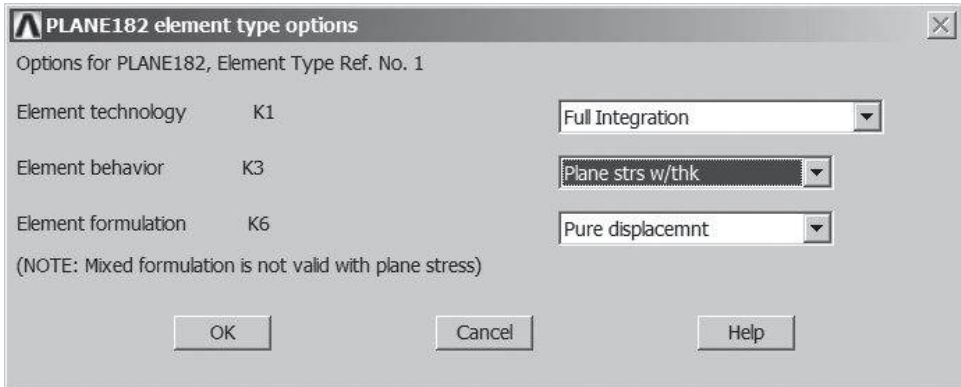 PLANE182 element type options
Options for PLANE182, Element Type Ref. No. 1
Element technology K1 Full Integration
Element behavior K3 Plane strs w/thk
Element formulation K6 Pure displacemnt
(NOTE: Mixed formulation is not valid with plane stress)
OK Cancel Help